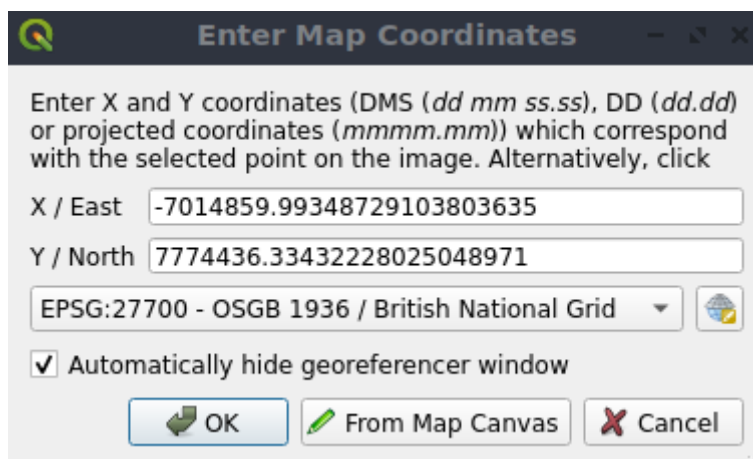 Enter Map Coordinates
Enter X and Y coordinates (DMS (dd mm ss.ss), DD (dd.dd)
or projected coordinates (mmmm.mm)) which correspond
with the selected point on the image. Alternatively, click
X / East -7014859.99348729103803635
Y / North 7774436.33432228025048971
EPSG:27700 - OSGB 1936 / British National Grid
Automatically hide georeferencer window
OK From Map Canvas Cancel